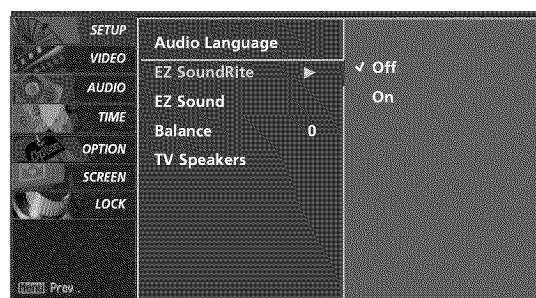 SETUP
VIDEO
AUDIO
TIME
OPTION
SCREEN
LOCK
Audio Language
EZ SoundRite ▶
EZ Sound
Balance 0
TV Speakers
✓ Off
On
Menu Prev.